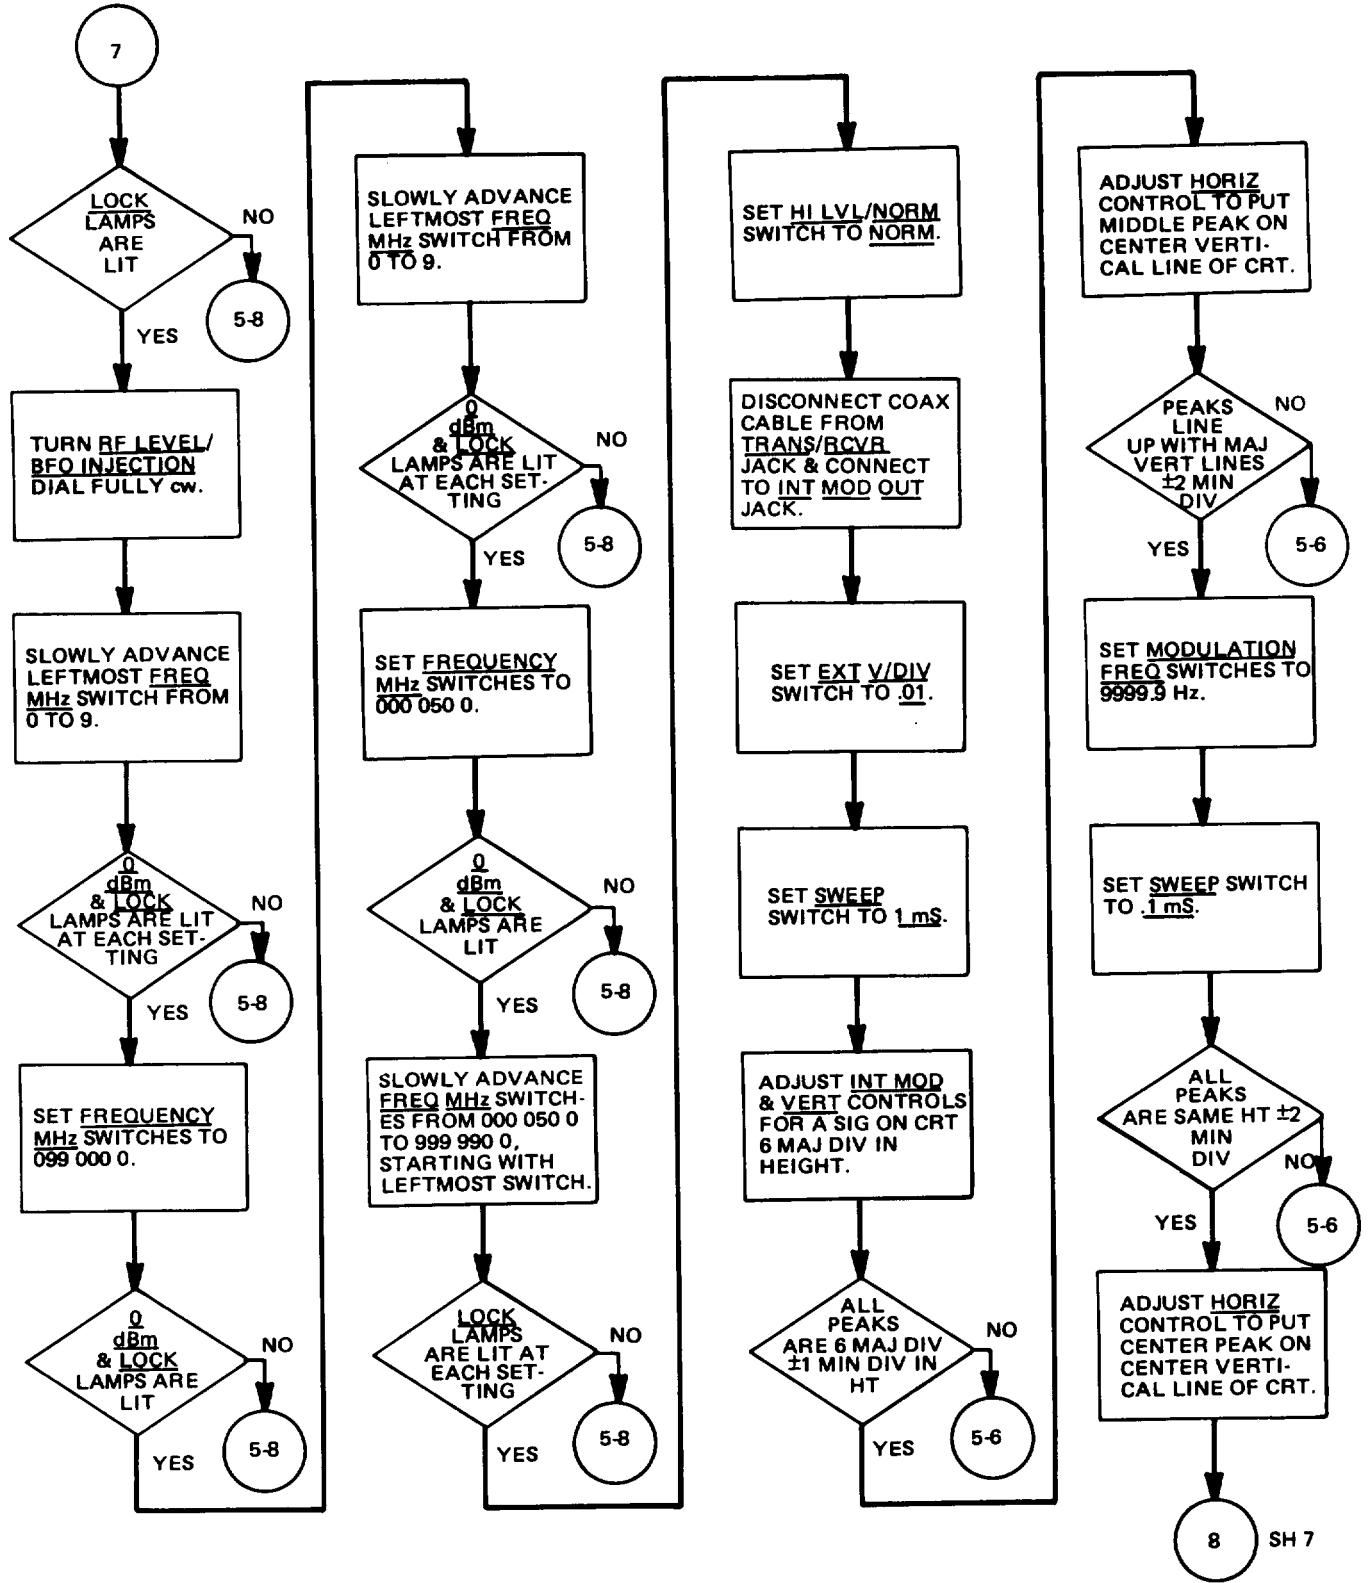 7
LOCK
LAMPS
ARE
LIT
NO
5-8
YES
TURN RF LEVEL/
BFO INJECTION
DIAL FULLY cw.
SLOWLY ADVANCE
LEFTMOST FREQ
MHz SWITCH FROM
0 TO 9.
0
dBm
& LOCK
LAMPS ARE LIT
AT EACH SET-
TING
NO
5-8
YES
SET FREQUENCY
MHz SWITCHES TO
099 000 0.
0
dBm
& LOCK
LAMPS ARE
LIT
NO
5-8
YES
SLOWLY ADVANCE
LEFTMOST FREQ
MHz SWITCH FROM
0 TO 9.
0
dBm
& LOCK
LAMPS ARE LIT
AT EACH SET-
TING
NO
5-8
YES
SET FREQUENCY
MHz SWITCHES TO
000 050 0.
0
dBm
& LOCK
LAMPS ARE
LIT
NO
5-8
YES
SLOWLY ADVANCE
FREQ MHz SWITCH-
ES FROM 000 050 0
TO 999 990 0,
STARTING WITH
LEFTMOST SWITCH.
LOCK
LAMPS
ARE LIT AT
EACH SET-
TING
NO
5-8
YES
SET HI LVL/NORM
SWITCH TO NORM.
DISCONNECT COAX
CABLE FROM
TRANS/RCVR
JACK & CONNECT
TO INT MOD OUT
JACK.
SET EXT V/DIV
SWITCH TO .01.
SET SWEEP
SWITCH TO 1 mS.
ADJUST INT MOD
& VERT CONTROLS
FOR A SIG ON CRT
6 MAJ DIV IN
HEIGHT.
ALL
PEAKS
ARE 6 MAJ DIV
±1 MIN DIV IN
HT
NO
5-6
YES
ADJUST HORIZ
CONTROL TO PUT
MIDDLE PEAK ON
CENTER VERTI-
CAL LINE OF CRT.
PEAKS
LINE
UP WITH MAJ
VERT LINES
±2 MIN
DIV
NO
5-6
YES
SET MODULATION
FREQ SWITCHES TO
9999.9 Hz.
SET SWEEP SWITCH
TO .1 mS.
ALL
PEAKS
ARE SAME HT ±2
MIN
DIV
NO
5-6
YES
ADJUST HORIZ
CONTROL TO PUT
CENTER PEAK ON
CENTER VERTI-
CAL LINE OF CRT.
8
SH 7